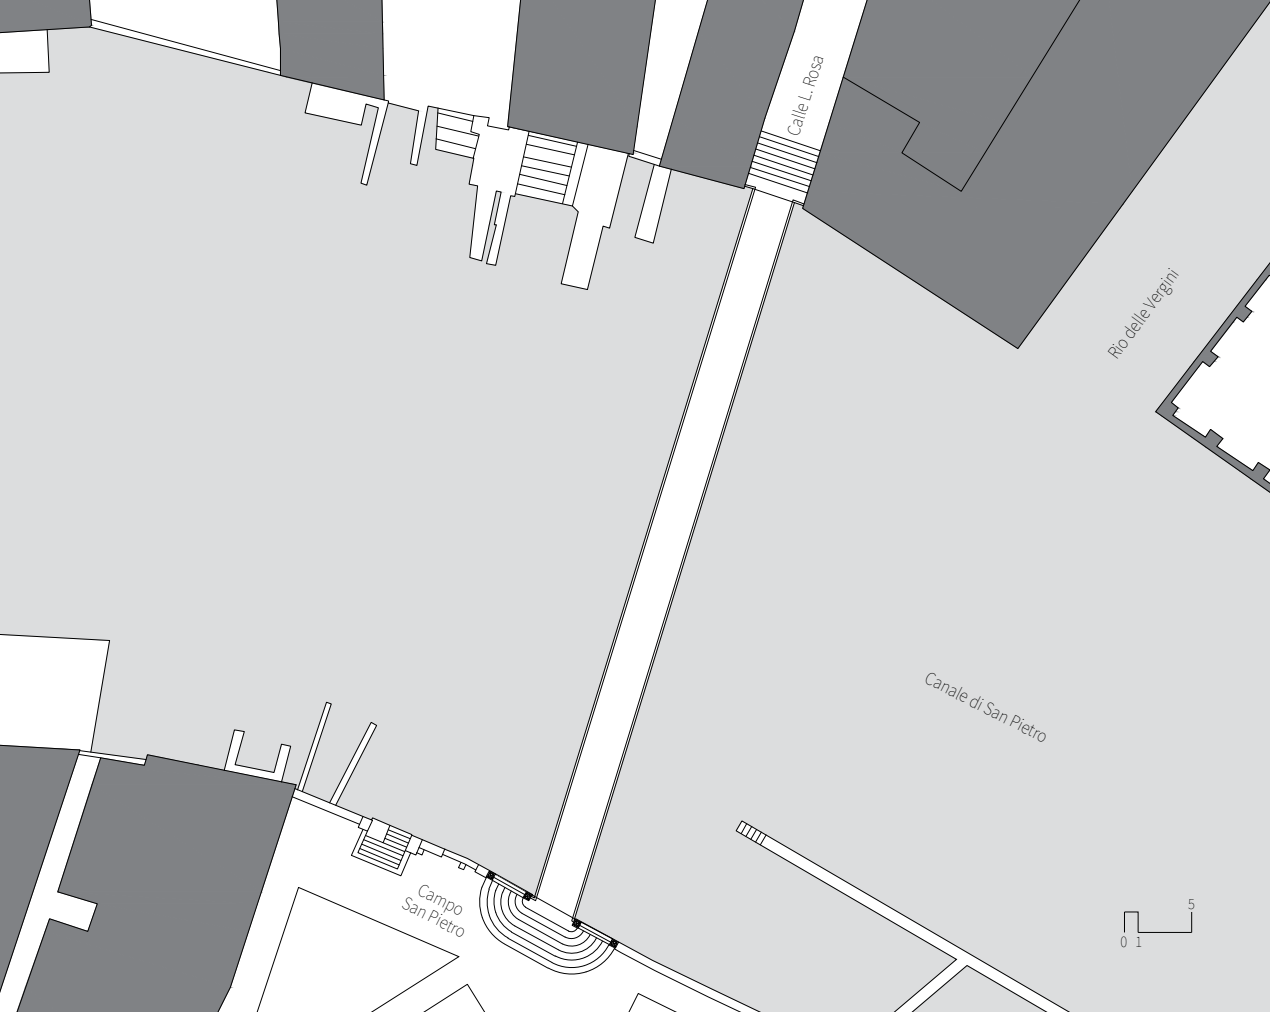 Calle L. Rosa
Rio delle Vergini
Canale di San Pietro
Campo
San Pietro
5
0 1